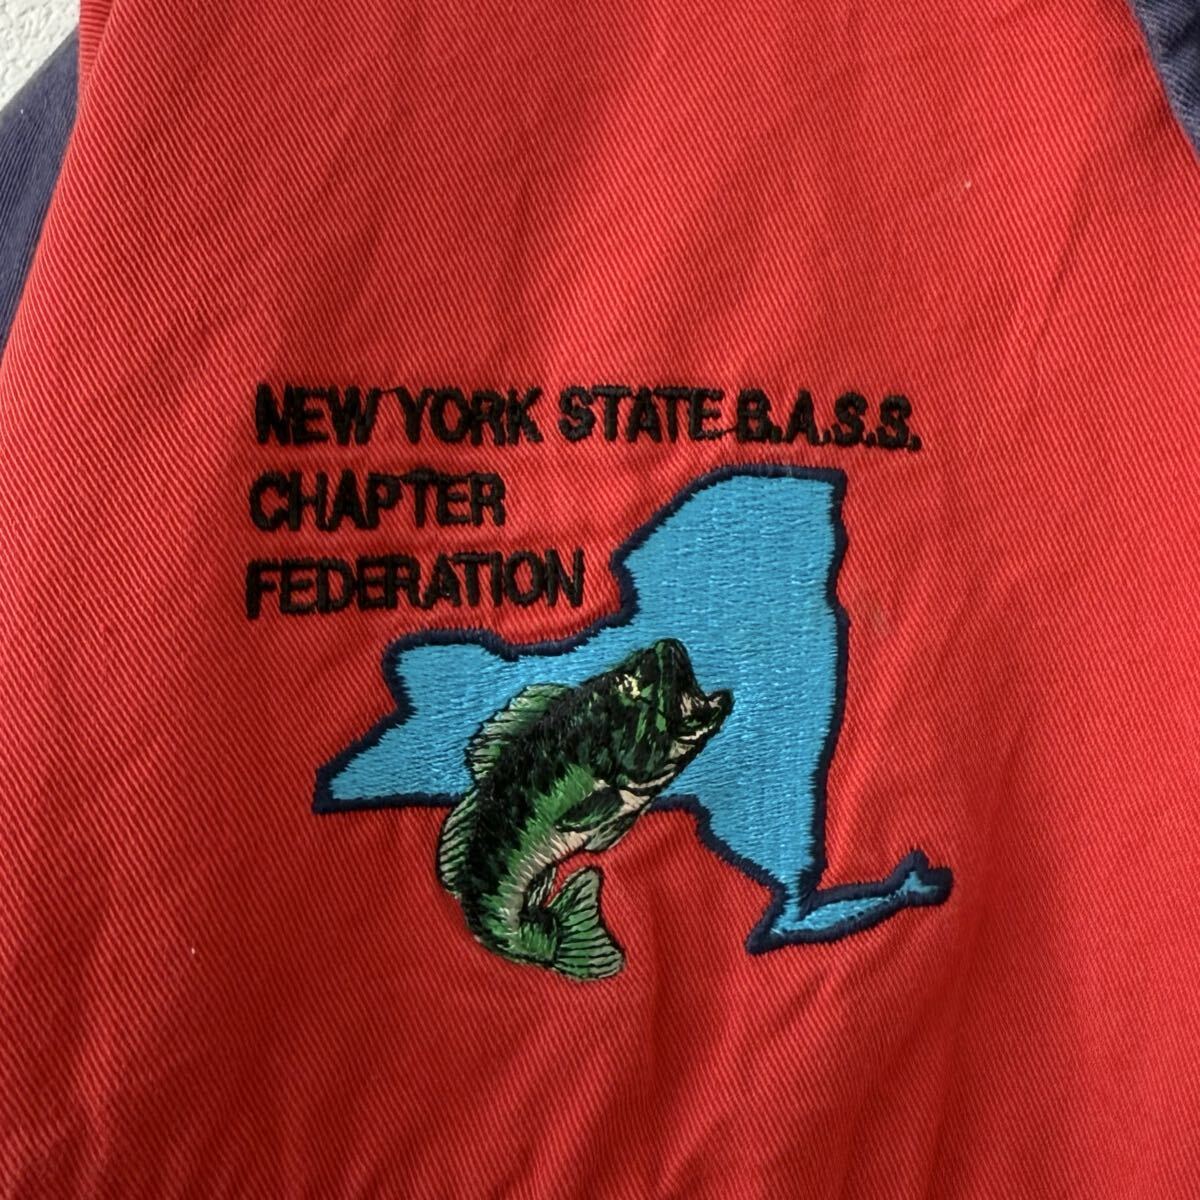 NEW YORK STATE B.A.S.S.
CHAPTER
FEDERATION